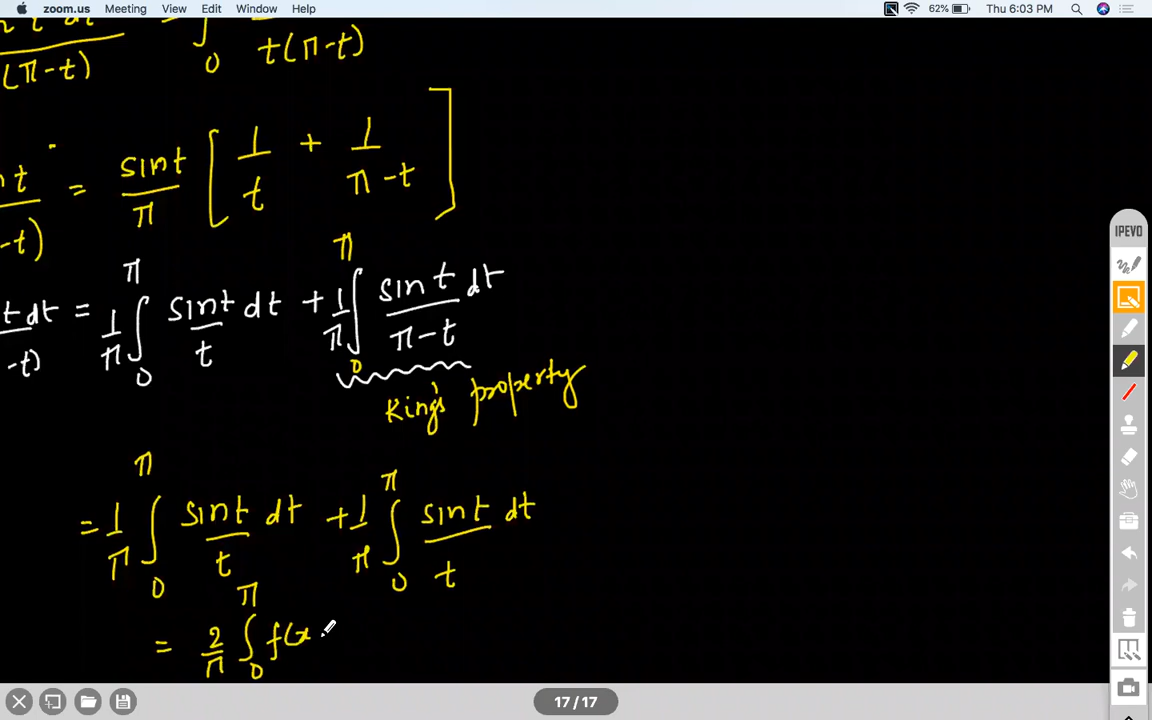 zoom.us Meeting View Edit Window Help 62% Thu 6:03 PM
(π-t) ∫ 0 t(π-t)
= sint/π [ 1/t + 1/(π-t) ]
-t)
t dt/-t) = 1/π ∫ 0 π sint/t dt + 1/π ∫ 0 π sint/(π-t) dt
King's property
= 1/π ∫ 0 π sint/t dt + 1/π ∫ 0 π sint/t dt
= 2/π ∫ 0 π f(x
IPEVO
17/17